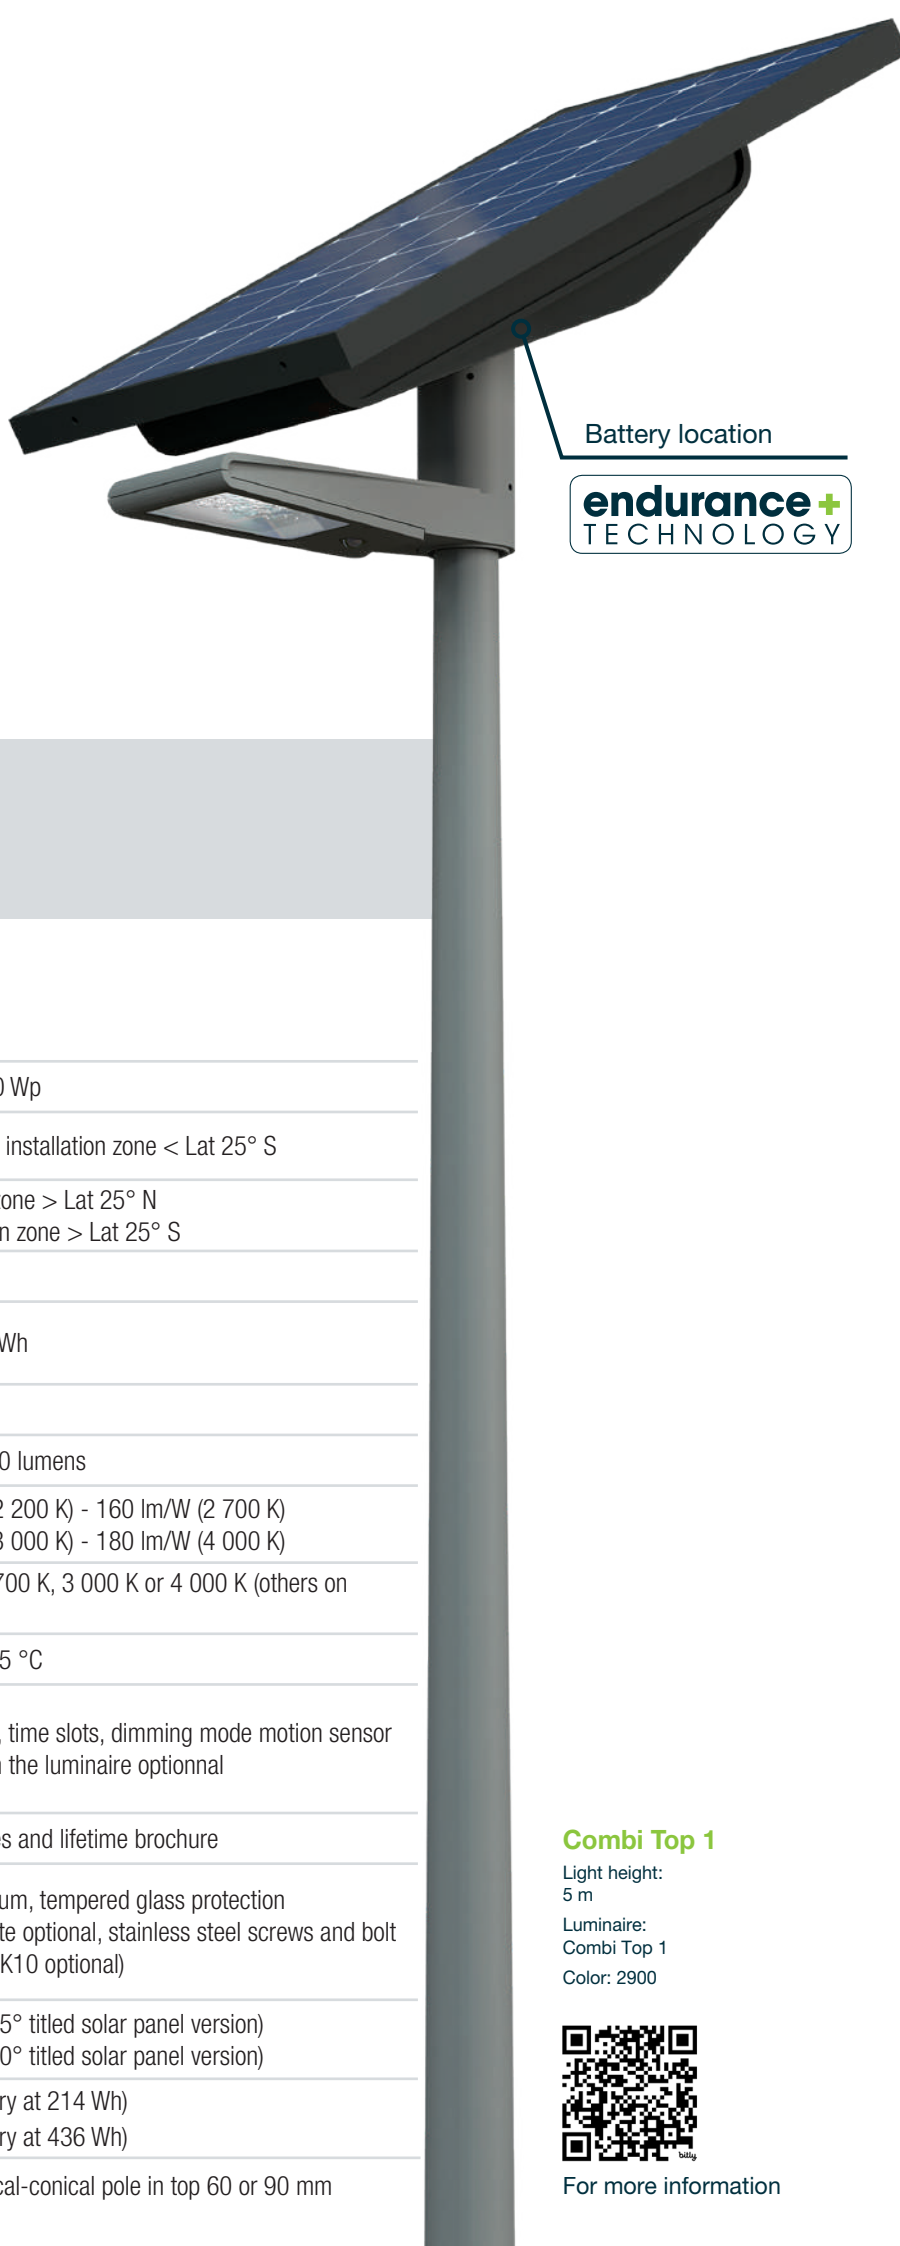 Battery location
endurance+
TECHNOLOGY
0 Wp
installation zone < Lat 25° S
zone > Lat 25° N
n zone > Lat 25° S
Wh
0 lumens
2 200 K) - 160 lm/W (2 700 K)
3 000 K) - 180 lm/W (4 000 K)
700 K, 3 000 K or 4 000 K (others on
5 °C
, time slots, dimming mode motion sensor
n the luminaire optionnal
es and lifetime brochure
um, tempered glass protection
te optional, stainless steel screws and bolt
K10 optional)
5° titled solar panel version)
0° titled solar panel version)
ry at 214 Wh)
ry at 436 Wh)
cal-conical pole in top 60 or 90 mm
Combi Top 1
Light height:
5 m
Luminaire:
Combi Top 1
Color: 2900
bitly
For more information